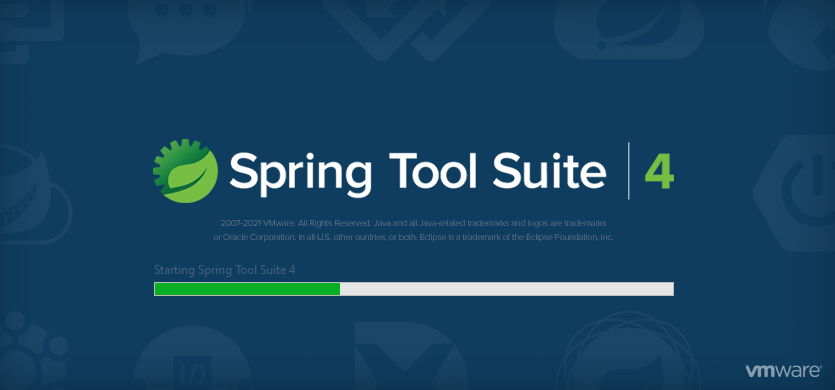 Spring Tool Suite | 4
2007-2021 VMware. All Rights Reserved. Java and all Java-related trademarks and logos are trademarks
or Oracle Corporation. in all U.S. other ountries, or both. Eclipse is a trademark of the Eclipse Foundation, Inc.
Starting Spring Tool Suite 4
vmware®